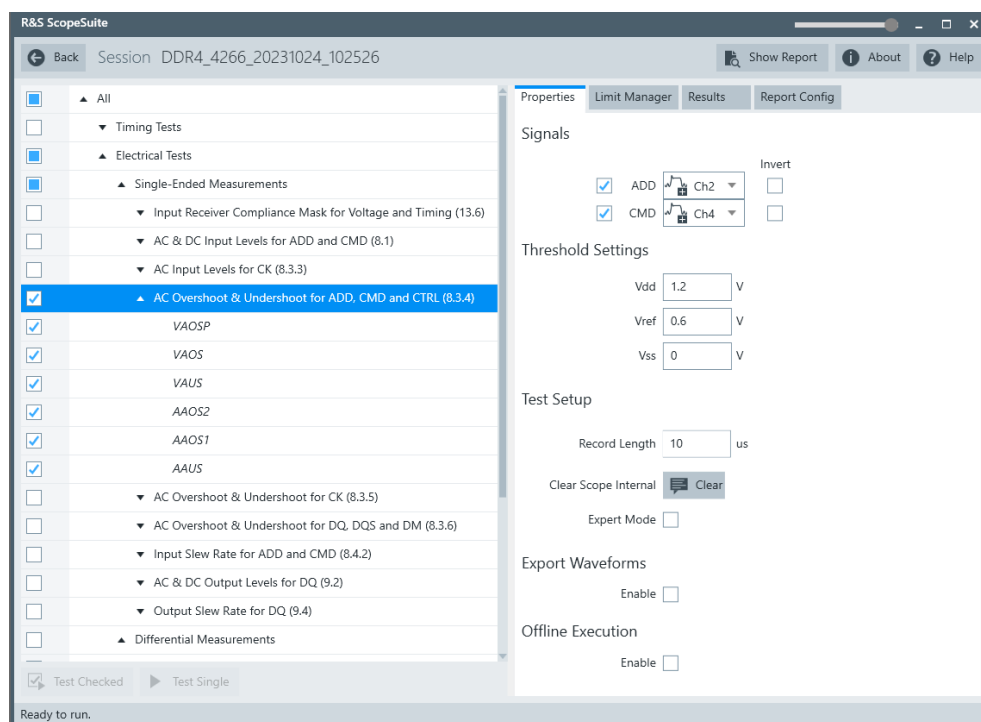 R&S ScopeSuite
Back Session DDR4_4266_20231024_102526 Show Report About Help
All
Timing Tests
Electrical Tests
Single-Ended Measurements
Input Receiver Compliance Mask for Voltage and Timing (13.6)
AC & DC Input Levels for ADD and CMD (8.1)
AC Input Levels for CK (8.3.3)
AC Overshoot & Undershoot for ADD, CMD and CTRL (8.3.4)
VAOSP
VAOS
VAUS
AAOS2
AAOS1
AAUS
AC Overshoot & Undershoot for CK (8.3.5)
AC Overshoot & Undershoot for DQ, DQS and DM (8.3.6)
Input Slew Rate for ADD and CMD (8.4.2)
AC & DC Output Levels for DQ (9.2)
Output Slew Rate for DQ (9.4)
Differential Measurements
Test Checked Test Single
Properties Limit Manager Results Report Config
Signals
Invert
ADD Ch2
CMD Ch4
Threshold Settings
Vdd 1.2 V
Vref 0.6 V
Vss 0 V
Test Setup
Record Length 10 us
Clear Scope Internal Clear
Expert Mode
Export Waveforms
Enable
Offline Execution
Enable
Ready to run.